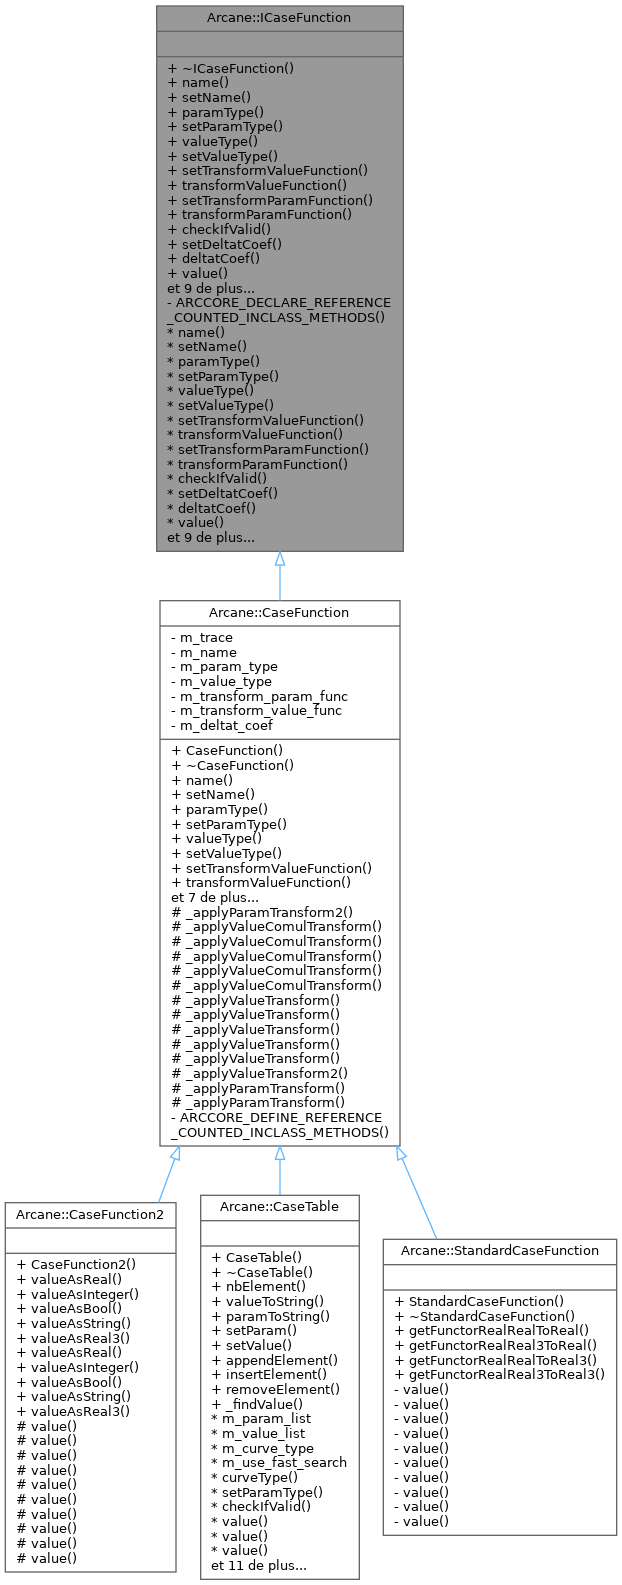 Arcane::ICaseFunction
+ ~ICaseFunction()
+ name()
+ setName()
+ paramType()
+ setParamType()
+ valueType()
+ setValueType()
+ setTransformValueFunction()
+ transformValueFunction()
+ setTransformParamFunction()
+ transformParamFunction()
+ checkIfValid()
+ setDeltatCoef()
+ deltatCoef()
+ value()
et 9 de plus...
- ARCCORE_DECLARE_REFERENCE
_COUNTED_INCLASS_METHODS()
* name()
* setName()
* paramType()
* setParamType()
* valueType()
* setValueType()
* setTransformValueFunction()
* transformValueFunction()
* setTransformParamFunction()
* transformParamFunction()
* checkIfValid()
* setDeltatCoef()
* deltatCoef()
* value()
et 9 de plus...
Arcane::CaseFunction
- m_trace
- m_name
- m_param_type
- m_value_type
- m_transform_param_func
- m_transform_value_func
- m_deltat_coef
+ CaseFunction()
+ ~CaseFunction()
+ name()
+ setName()
+ paramType()
+ setParamType()
+ valueType()
+ setValueType()
+ setTransformValueFunction()
+ transformValueFunction()
et 7 de plus...
# _applyParamTransform2()
# _applyValueComulTransform()
# _applyValueComulTransform()
# _applyValueComulTransform()
# _applyValueComulTransform()
# _applyValueComulTransform()
# _applyValueTransform()
# _applyValueTransform()
# _applyValueTransform()
# _applyValueTransform()
# _applyValueTransform()
# _applyValueTransform2()
# _applyParamTransform()
# _applyParamTransform()
- ARCCORE_DEFINE_REFERENCE
_COUNTED_INCLASS_METHODS()
Arcane::CaseFunction2
+ CaseFunction2()
+ valueAsReal()
+ valueAsInteger()
+ valueAsBool()
+ valueAsString()
+ valueAsReal3()
+ valueAsReal()
+ valueAsInteger()
+ valueAsBool()
+ valueAsString()
+ valueAsReal3()
# value()
# value()
# value()
# value()
# value()
# value()
# value()
# value()
# value()
# value()
Arcane::CaseTable
+ CaseTable()
+ ~CaseTable()
+ nbElement()
+ valueToString()
+ paramToString()
+ setParam()
+ setValue()
+ appendElement()
+ insertElement()
+ removeElement()
+ _findValue()
* m_param_list
* m_value_list
* m_curve_type
* m_use_fast_search
* curveType()
* setParamType()
* checkIfValid()
* value()
* value()
* value()
et 11 de plus...
Arcane::StandardCaseFunction
+ StandardCaseFunction()
+ ~StandardCaseFunction()
+ getFunctorRealRealToReal()
+ getFunctorRealReal3ToReal()
+ getFunctorRealRealToReal3()
+ getFunctorRealReal3ToReal3()
- value()
- value()
- value()
- value()
- value()
- value()
- value()
- value()
- value()
- value()